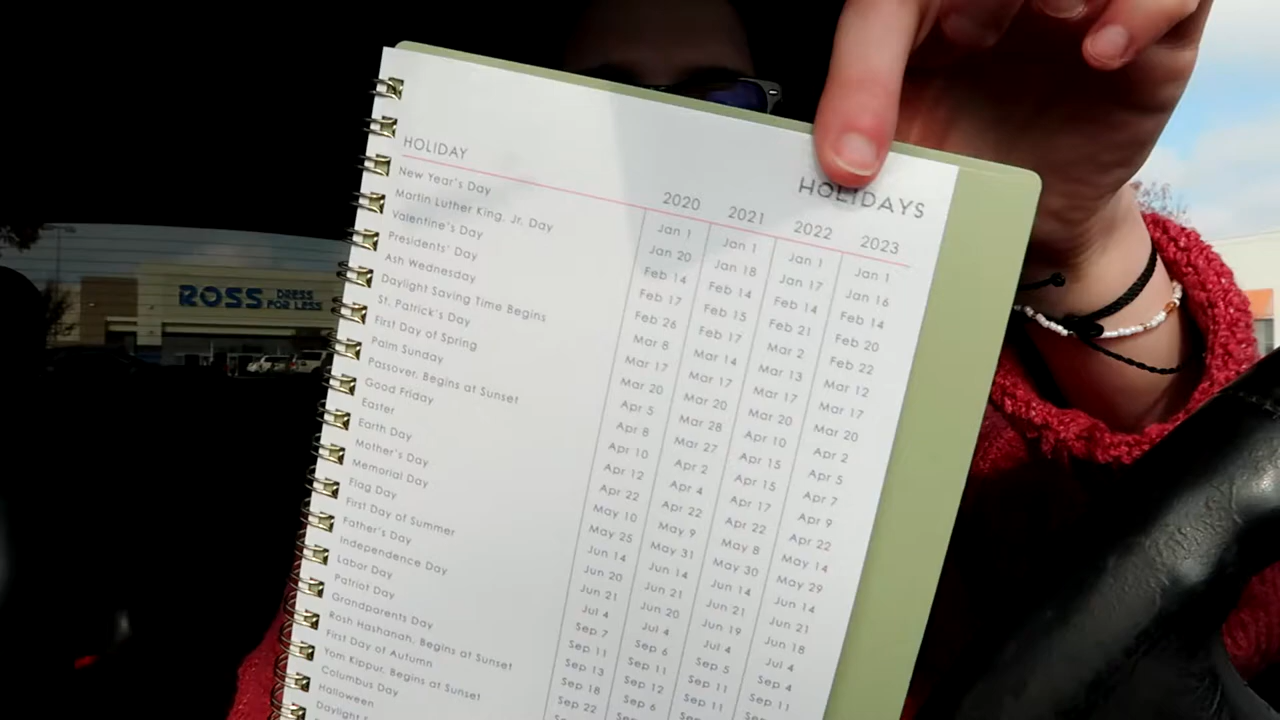 HOLIDAYS
HOLIDAY 2020 2021 2022 2023
New Year's Day Jan 1 Jan 1 Jan 1 Jan 1
Martin Luther King, Jr. Day Jan 20 Jan 18 Jan 17 Jan 16
Valentine's Day Feb 14 Feb 14 Feb 14 Feb 14
Presidents' Day Feb 17 Feb 15 Feb 21 Feb 20
Ash Wednesday Feb 26 Feb 17 Mar 2 Feb 22
Daylight Saving Time Begins Mar 8 Mar 14 Mar 13 Mar 12
St. Patrick's Day Mar 17 Mar 17 Mar 17 Mar 17
First Day of Spring Mar 20 Mar 20 Mar 20 Mar 20
Palm Sunday Apr 5 Mar 28 Apr 10 Apr 2
Passover, Begins at Sunset Apr 8 Mar 27 Apr 15 Apr 5
Good Friday Apr 10 Apr 2 Apr 15 Apr 7
Easter Apr 12 Apr 4 Apr 17 Apr 9
Earth Day Apr 22 Apr 22 Apr 22 Apr 22
Mother's Day May 10 May 9 May 8 May 14
Memorial Day May 25 May 31 May 30 May 29
Flag Day Jun 14 Jun 14 Jun 14 Jun 14
First Day of Summer Jun 20 Jun 21 Jun 21 Jun 21
Father's Day Jun 21 Jun 20 Jun 19 Jun 18
Independence Day Jul 4 Jul 4 Jul 4 Jul 4
Labor Day Sep 7 Sep 6 Sep 5 Sep 4
Patriot Day Sep 11 Sep 11 Sep 11
Grandparents Day Sep 13 Sep 12 Sep 11
Rosh Hashanah, Begins at Sunset Sep 18 Sep 6
First Day of Autumn Sep 22
Yom Kippur, Begins at Sunset
Columbus Day
Halloween
Daylight
ROSS DRESS FOR LESS